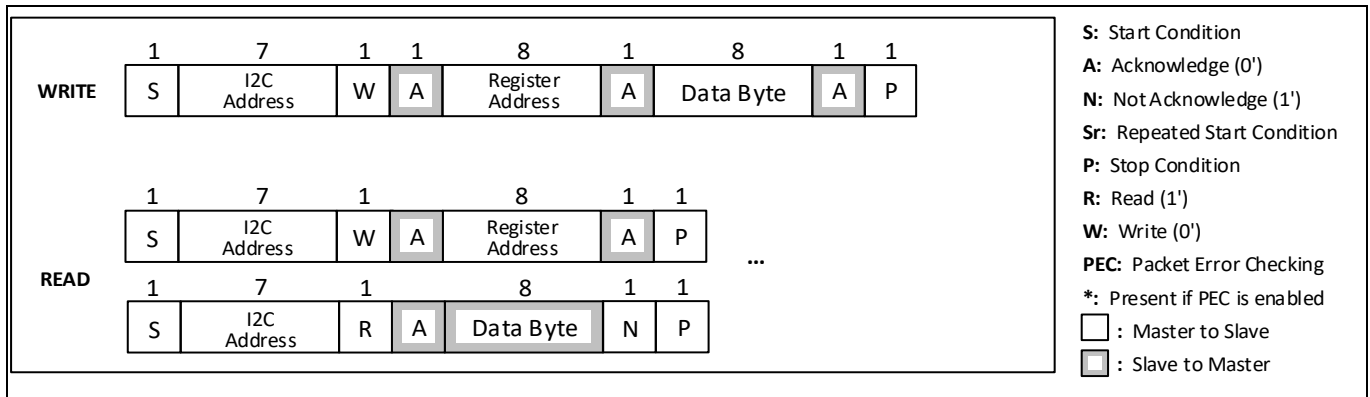 1 7 1 1 8 1 8 1 1
WRITE S I2C Address W A Register Address A Data Byte A P
1 7 1 8 1 1
S I2C Address W A Register Address A P ...
READ
1 7 1 8 1 1
S I2C Address R A Data Byte N P
S: Start Condition
A: Acknowledge (0')
N: Not Acknowledge (1')
Sr: Repeated Start Condition
P: Stop Condition
R: Read (1')
W: Write (0')
PEC: Packet Error Checking
*: Present if PEC is enabled
: Master to Slave
: Slave to Master